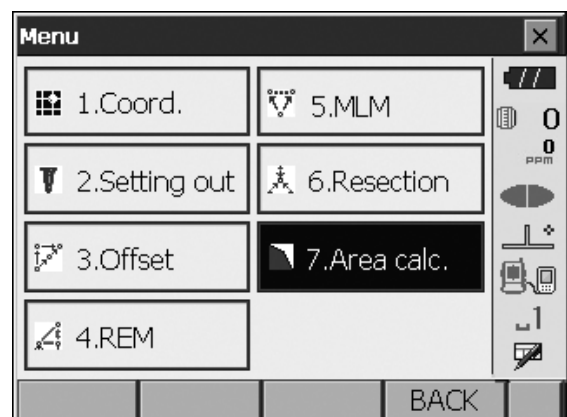 Menu
1.Coord.
5.MLM
2.Setting out
6.Resection
3.Offset
7.Area calc.
4.REM
0
0
PPM
1
BACK